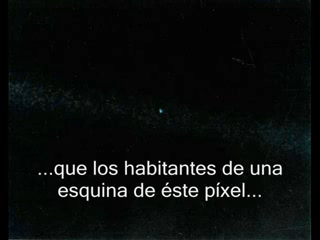 ...que los habitantes de una
esquina de éste píxel...